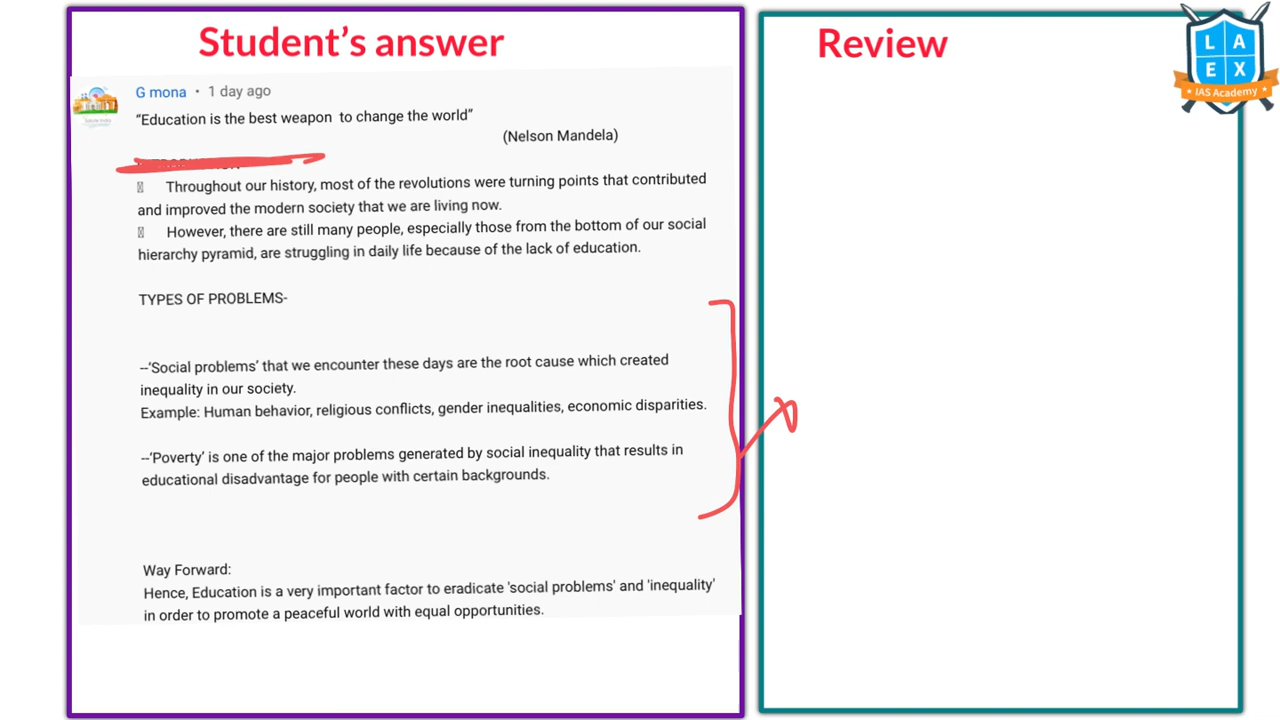 Student's answer
Review
L A
E X
IAS Academy
G mona • 1 day ago
“Education is the best weapon to change the world”
(Nelson Mandela)
Throughout our history, most of the revolutions were turning points that contributed
and improved the modern society that we are living now.
However, there are still many people, especially those from the bottom of our social
hierarchy pyramid, are struggling in daily life because of the lack of education.
TYPES OF PROBLEMS-
--‘Social problems’ that we encounter these days are the root cause which created
inequality in our society.
Example: Human behavior, religious conflicts, gender inequalities, economic disparities.
--‘Poverty’ is one of the major problems generated by social inequality that results in
educational disadvantage for people with certain backgrounds.
Way Forward:
Hence, Education is a very important factor to eradicate 'social problems' and 'inequality'
in order to promote a peaceful world with equal opportunities.